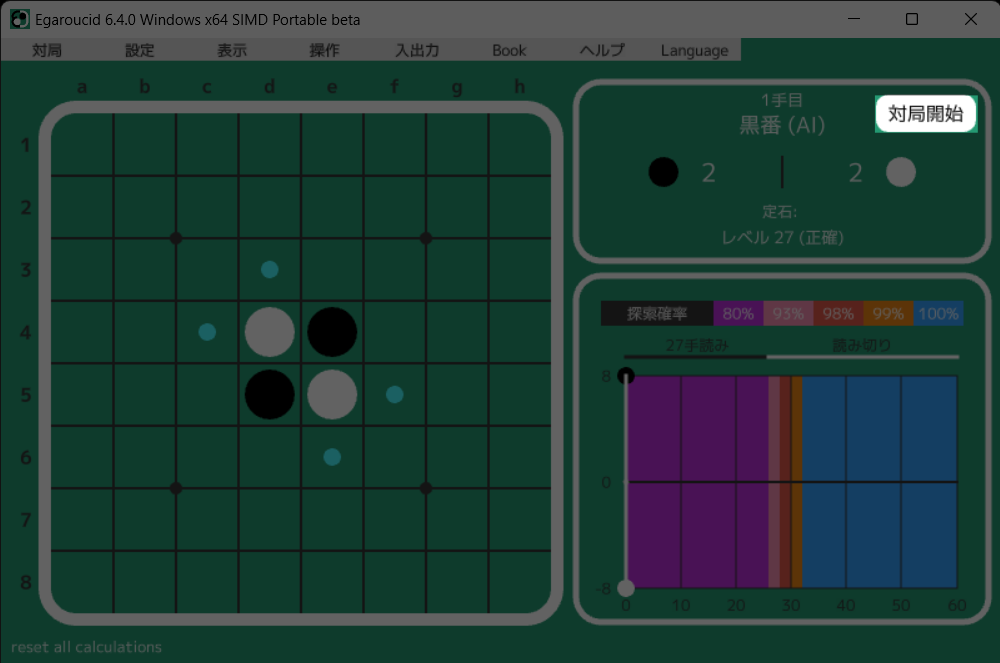 Egaroucid 6.4.0 Windows x64 SIMD Portable beta
対局 設定 表示 操作 入出力 Book ヘルプ Language
a b c d e f g h
1
2
3
4
5
6
7
8
1手目
黒番 (AI)
対局開始
2 2
定石:
レベル 27 (正確)
探索確率 80% 93% 98% 99% 100%
27手読み 読み切り
8
0
-8
0 10 20 30 40 50 60
reset all calculations